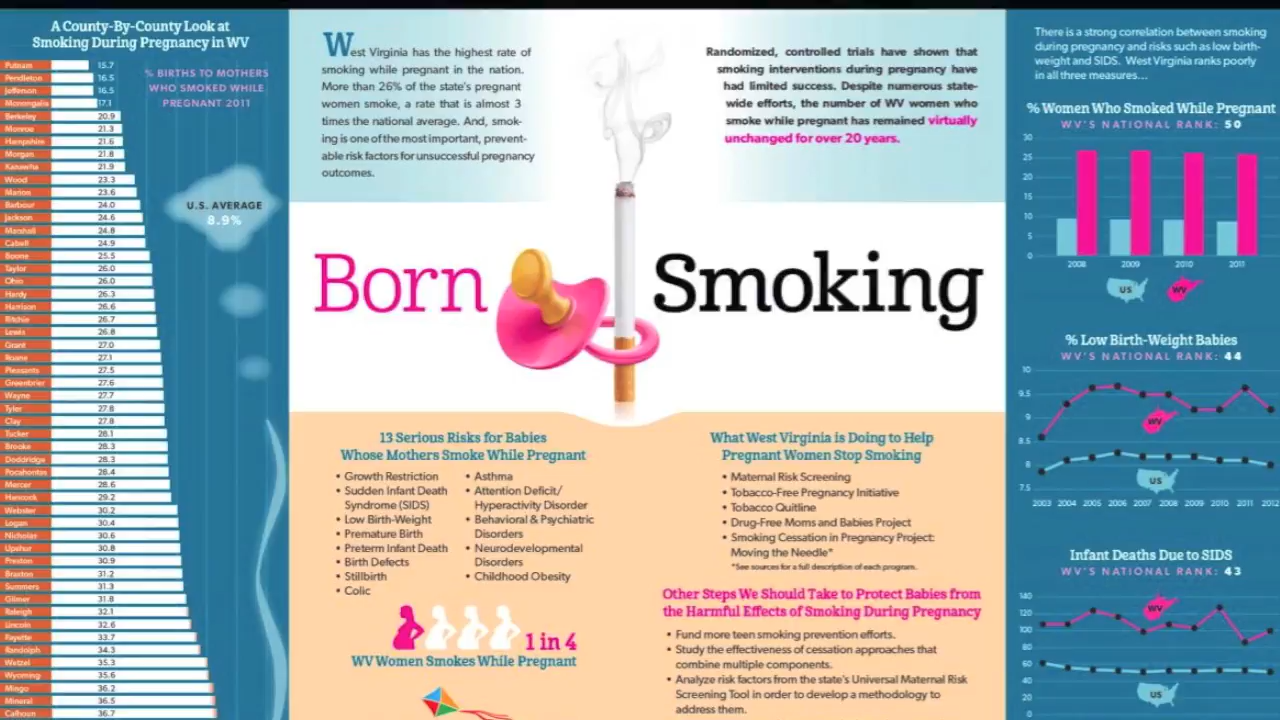 A County-By-County Look at
Smoking During Pregnancy in WV
% BIRTHS TO MOTHERS
WHO SMOKED WHILE
PREGNANT 2011
Putnam 15.7
Pendleton 16.5
Jefferson 16.5
Monongalia 17.1
Berkeley 20.9
Monroe 21.3
Hampshire 21.6
Morgan 21.8
Kanawha 21.9
Wood 23.3
Marion 23.6
Barbour 24.0
Jackson 24.6
Marshall 24.8
Cabell 24.9
Boone 25.5
Taylor 26.0
Ohio 26.0
Hardy 26.3
Harrison 26.6
Ritchie 26.7
Lewis 26.8
Grant 27.0
Roane 27.1
Pleasants 27.5
Greenbrier 27.6
Wayne 27.7
Tyler 27.8
Clay 27.8
Tucker 28.1
Brooke 28.3
Doddridge 28.3
Pocahontas 28.4
Mercer 28.6
Hancock 29.2
Webster 30.2
Logan 30.4
Nicholas 30.6
Upshur 30.8
Preston 30.9
Braxton 31.2
Summers 31.3
Gilmer 31.8
Raleigh 32.1
Lincoln 32.6
Fayette 33.7
Randolph 34.3
Wetzel 35.3
Wyoming 35.6
Mingo 36.2
Mineral 36.5
Calhoun 36.7
U.S. AVERAGE
8.9%
West Virginia has the highest rate of
smoking while pregnant in the nation.
More than 26% of the state's pregnant
women smoke, a rate that is almost 3
times the national average. And, smok-
ing is one of the most important, prevent-
able risk factors for unsuccessful pregnancy
outcomes.
Randomized, controlled trials have shown that
smoking interventions during pregnancy have
had limited success. Despite numerous state-
wide efforts, the number of WV women who
smoke while pregnant has remained virtually
unchanged for over 20 years.
Born Smoking
13 Serious Risks for Babies
Whose Mothers Smoke While Pregnant
• Growth Restriction
• Sudden Infant Death
Syndrome (SIDS)
• Low Birth-Weight
• Premature Birth
• Preterm Infant Death
• Birth Defects
• Stillbirth
• Colic
• Asthma
• Attention Deficit/
Hyperactivity Disorder
• Behavioral & Psychiatric
Disorders
• Neurodevelopmental
Disorders
• Childhood Obesity
1 in 4
WV Women Smokes While Pregnant
What West Virginia is Doing to Help
Pregnant Women Stop Smoking
• Maternal Risk Screening
• Tobacco-Free Pregnancy Initiative
• Tobacco Quitline
• Drug-Free Moms and Babies Project
• Smoking Cessation in Pregnancy Project:
Moving the Needle*
*See sources for a full description of each program.
Other Steps We Should Take to Protect Babies from
the Harmful Effects of Smoking During Pregnancy
• Fund more teen smoking prevention efforts.
• Study the effectiveness of cessation approaches that
combine multiple components.
• Analyze risk factors from the state's Universal Maternal Risk
Screening Tool in order to develop a methodology to
address them.
There is a strong correlation between smoking
during pregnancy and risks such as low birth-
weight and SIDS. West Virginia ranks poorly
in all three measures...
% Women Who Smoked While Pregnant
WV'S NATIONAL RANK: 50
30
25
20
15
10
5
0
2008 2009 2010 2011
US WV
% Low Birth-Weight Babies
WV'S NATIONAL RANK: 44
10
9.5
9
8.5
8
7.5
WV
US
2003 2004 2005 2006 2007 2008 2009 2010 2011 2012
Infant Deaths Due to SIDS
WV'S NATIONAL RANK: 43
140
120
100
80
60
40
20
0
WV
US